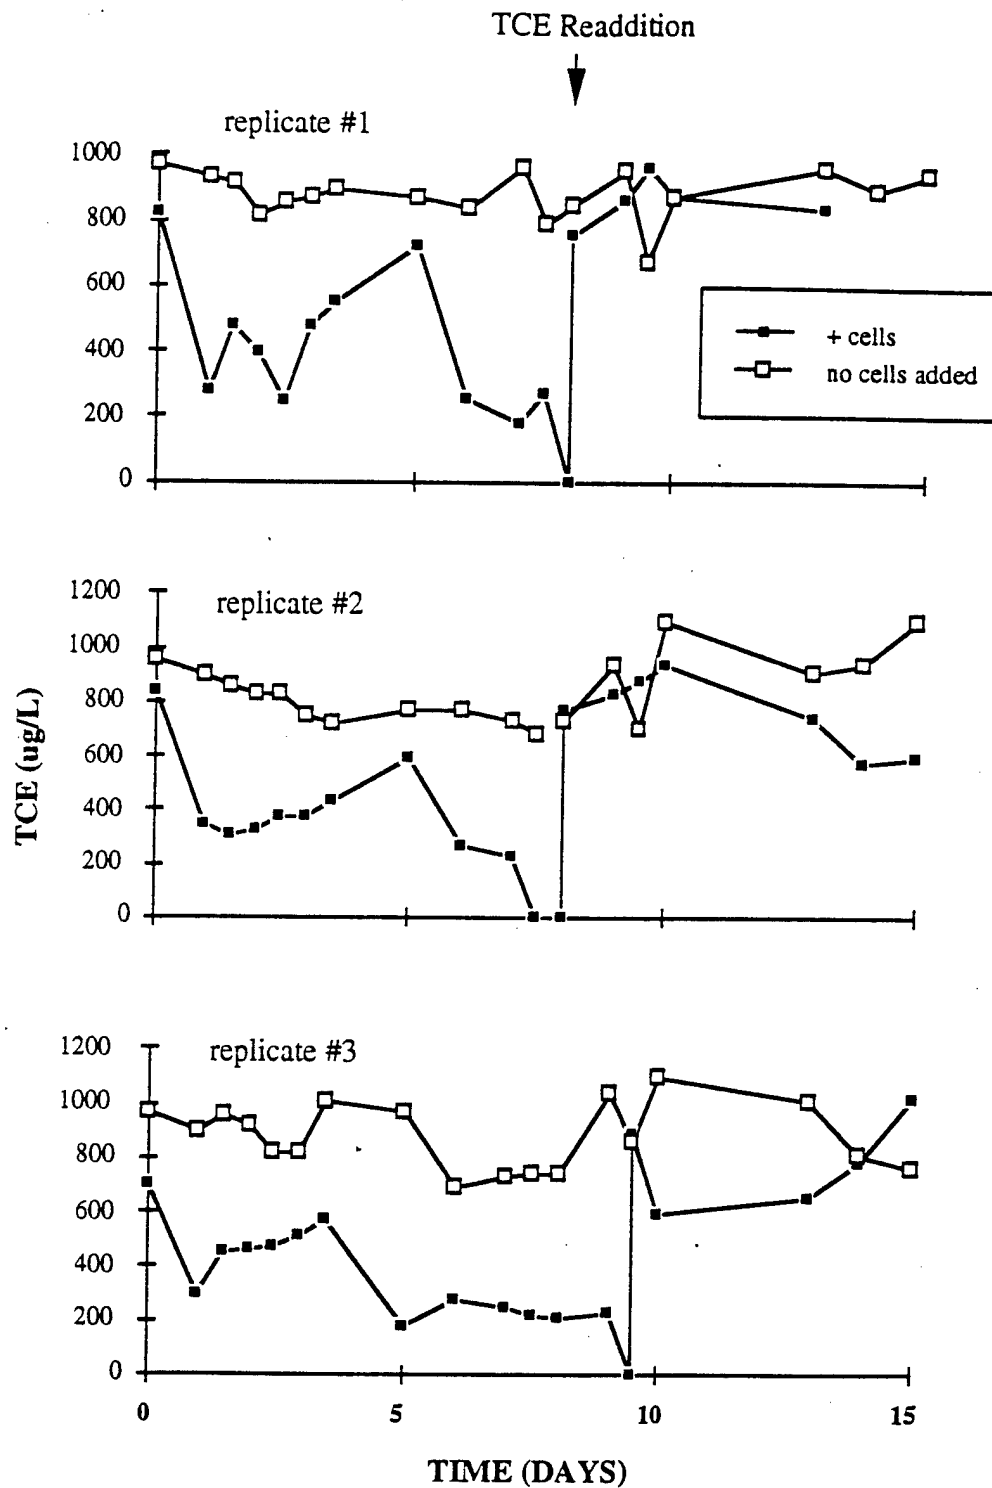 TCE Readdition
replicate #1
1000
800
600
400
200
0
+ cells
no cells added
replicate #2
1200
1000
800
600
400
200
0
TCE (ug/L)
replicate #3
1200
1000
800
600
400
200
0
0 5 10 15
TIME (DAYS)